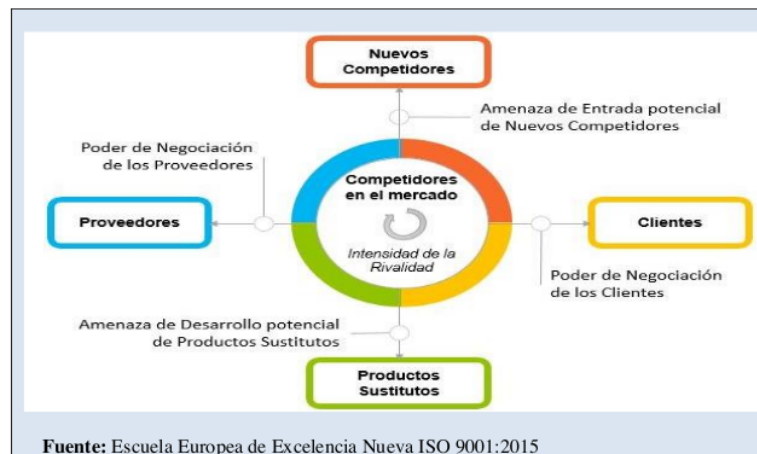 Nuevos
Competidores
Amenaza de Entrada potencial
de Nuevos Competidores
Poder de Negociación
de los Proveedores
Competidores
en el mercado
Proveedores
Clientes
Intensidad de la
Rivalidad
Poder de Negociación
de los Clientes
Amenaza de Desarrollo potencial
de Productos Sustitutos
Productos
Sustitutos
Fuente: Escuela Europea de Excelencia Nueva ISO 9001:2015